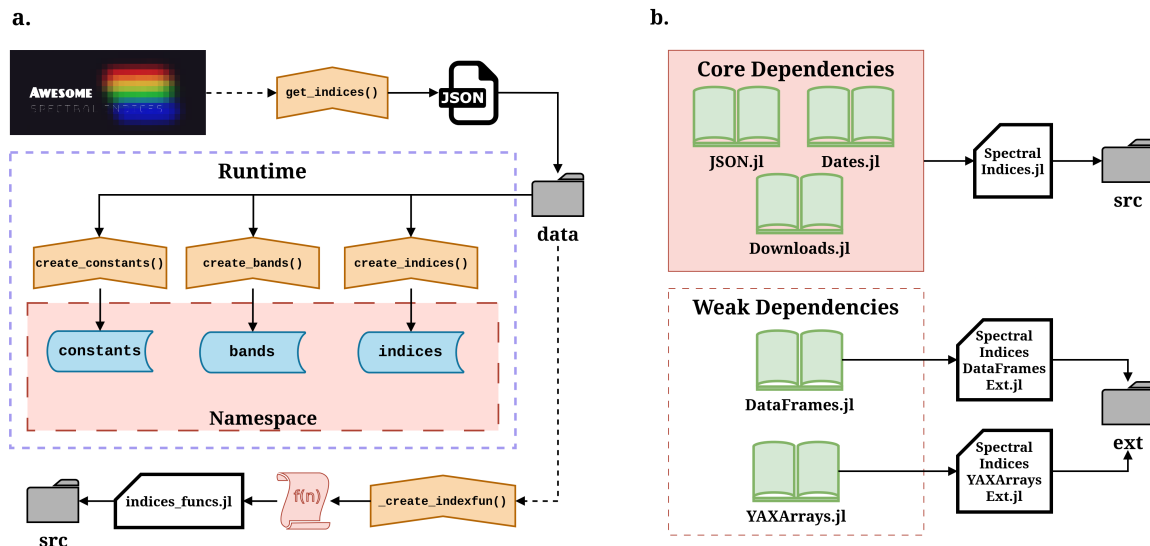 a.
AWESOME
SPECTRAL INDICES
get_indices()
JSON
Runtime
data
create_constants()
create_bands()
create_indices()
constants
bands
indices
Namespace
src
indices_funcs.jl
f(n)
_create_indexfun()
b.
Core Dependencies
JSON.jl
Dates.jl
Downloads.jl
Spectral
Indices.jl
src
Weak Dependencies
DataFrames.jl
Spectral
Indices
DataFrames
Ext.jl
ext
YAXArrays.jl
Spectral
Indices
YAXArrays
Ext.jl